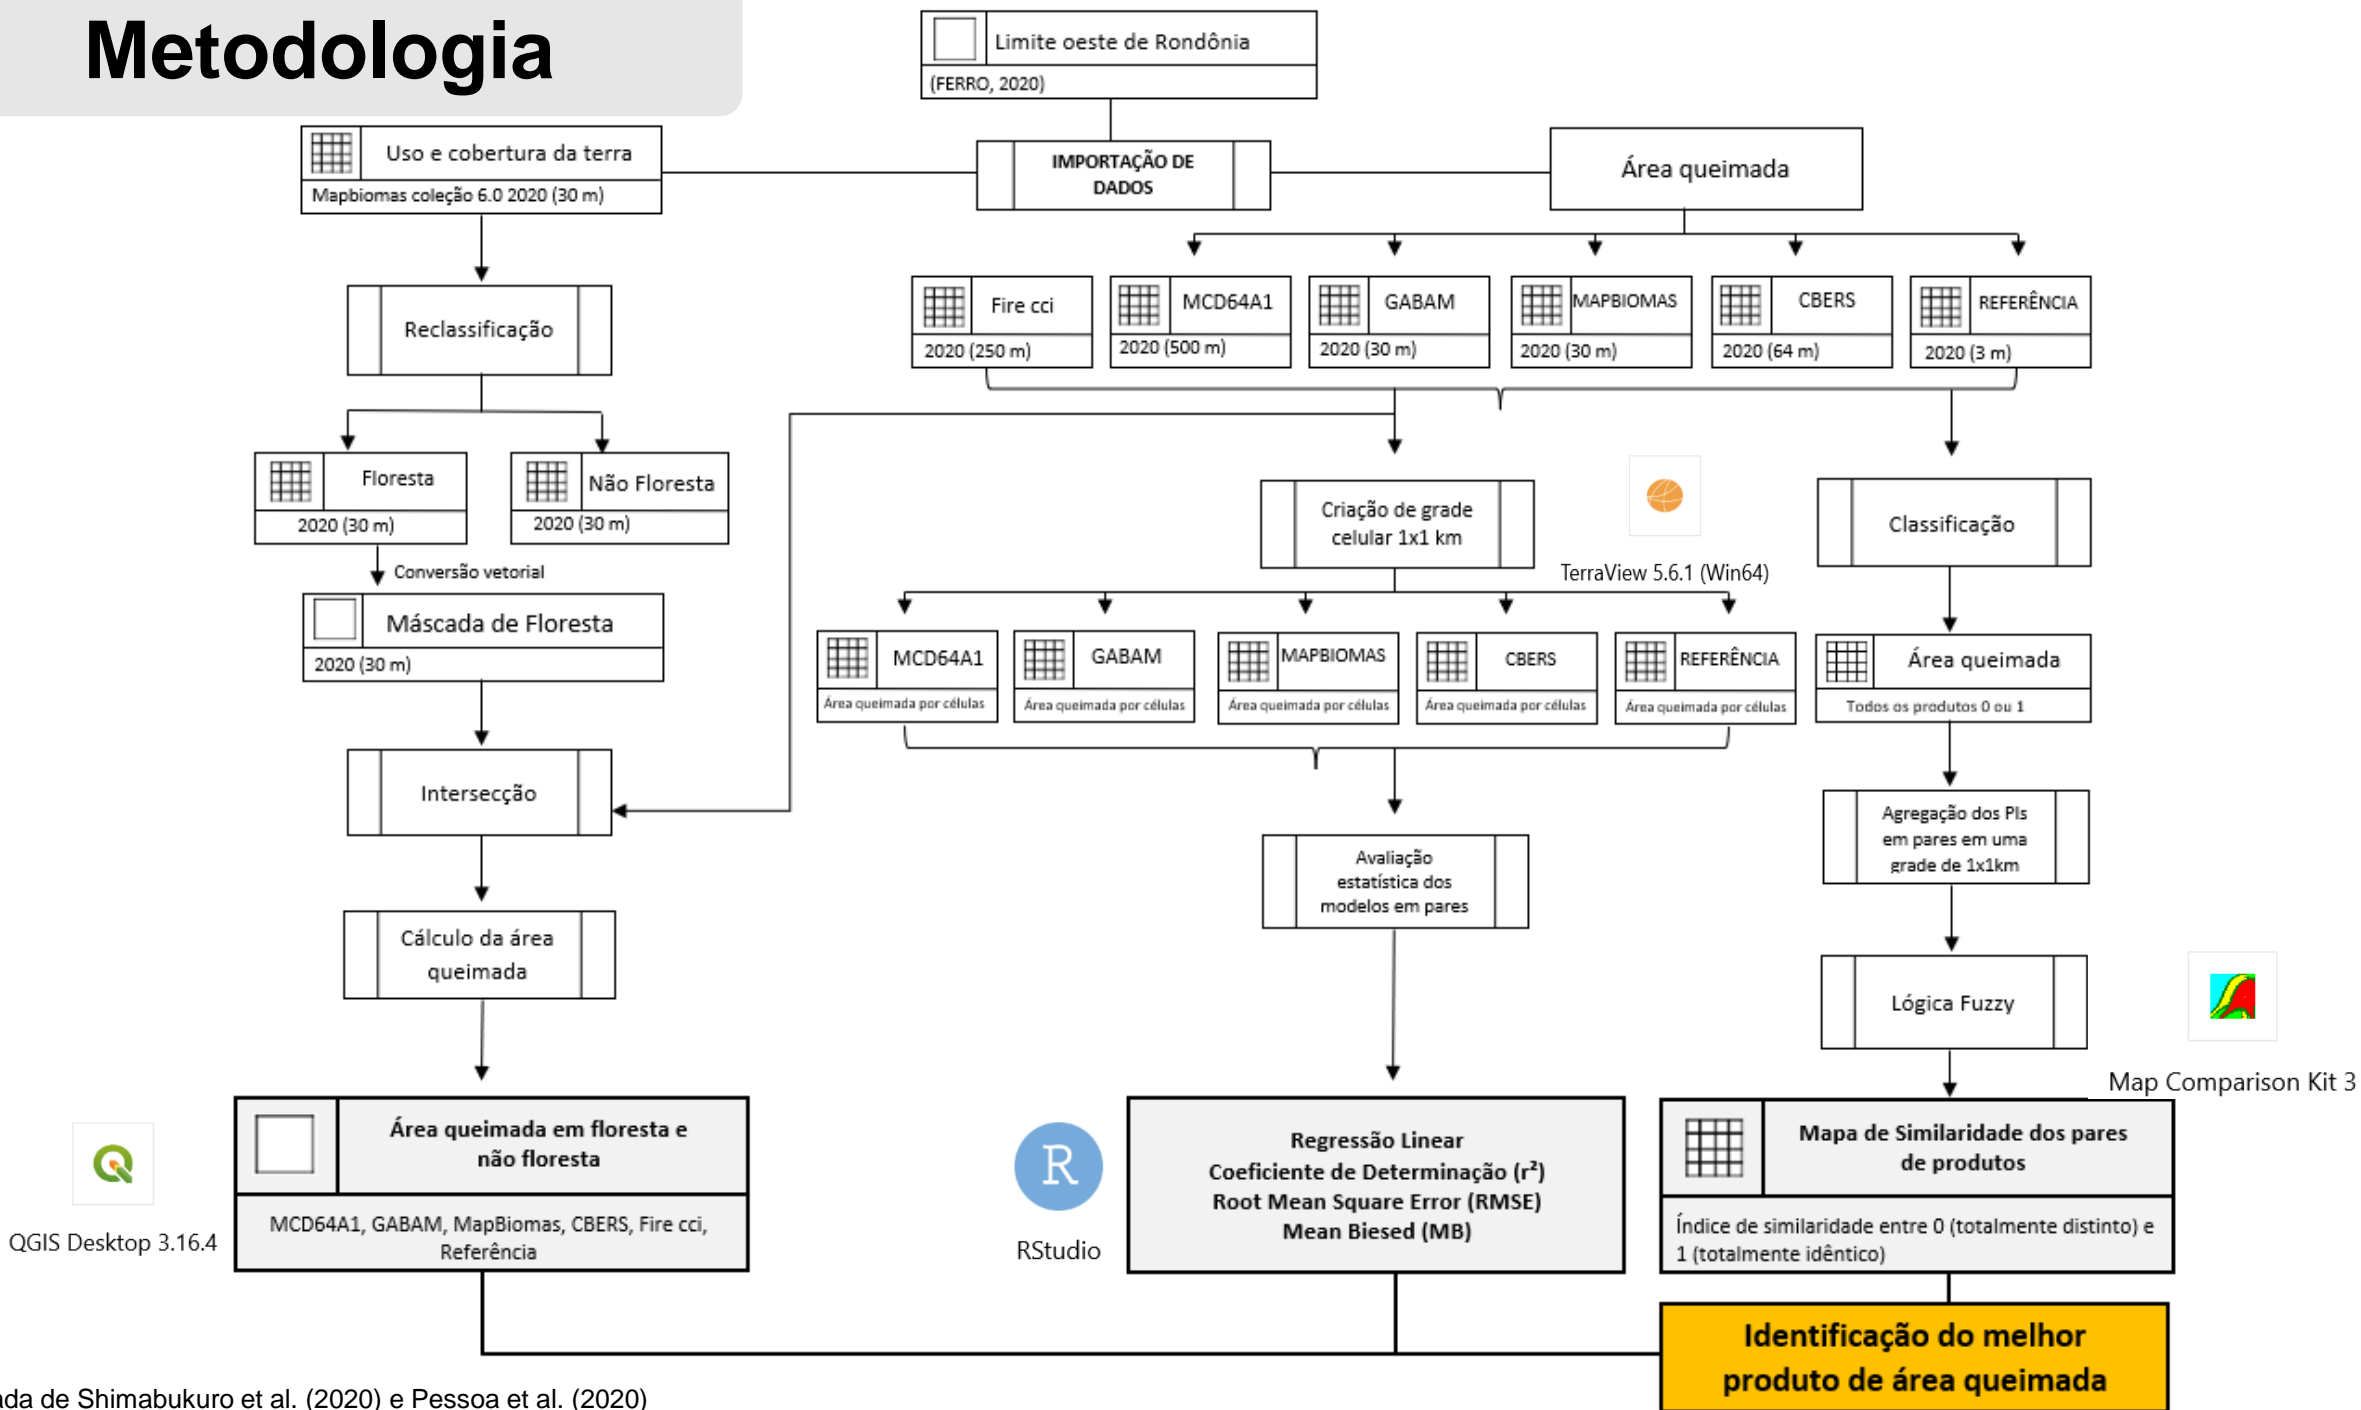 Metodologia
Limite oeste de Rondônia
(FERRO, 2020)
Uso e cobertura da terra
Mapbiomas coleção 6.0 2020 (30 m)
IMPORTAÇÃO DE
DADOS
Área queimada
Fire cci
2020 (250 m)
MCD64A1
2020 (500 m)
GABAM
2020 (30 m)
MAPBIOMAS
2020 (30 m)
CBERS
2020 (64 m)
REFERÊNCIA
2020 (3 m)
Reclassificação
Floresta
2020 (30 m)
Não Floresta
2020 (30 m)
Conversão vetorial
Máscada de Floresta
2020 (30 m)
Intersecção
Cálculo da área
queimada
Criação de grade
celular 1x1 km
TerraView 5.6.1 (Win64)
Classificação
MCD64A1
Área queimada por células
GABAM
Área queimada por células
MAPBIOMAS
Área queimada por células
CBERS
Área queimada por células
REFERÊNCIA
Área queimada por células
Área queimada
Todos os produtos 0 ou 1
Avaliação
estatística dos
modelos em pares
Agregação dos PIs
em pares em uma
grade de 1x1km
Lógica Fuzzy
Map Comparison Kit 3
QGIS Desktop 3.16.4
Área queimada em floresta e
não floresta
MCD64A1, GABAM, MapBiomas, CBERS, Fire cci,
Referência
R
RStudio
Regressão Linear
Coeficiente de Determinação (r²)
Root Mean Square Error (RMSE)
Mean Biesed (MB)
Mapa de Similaridade dos pares
de produtos
Índice de similaridade entre 0 (totalmente distinto) e
1 (totalmente idêntico)
Identificação do melhor
produto de área queimada
de Shimabukuro et al. (2020) e Pessoa et al. (2020)